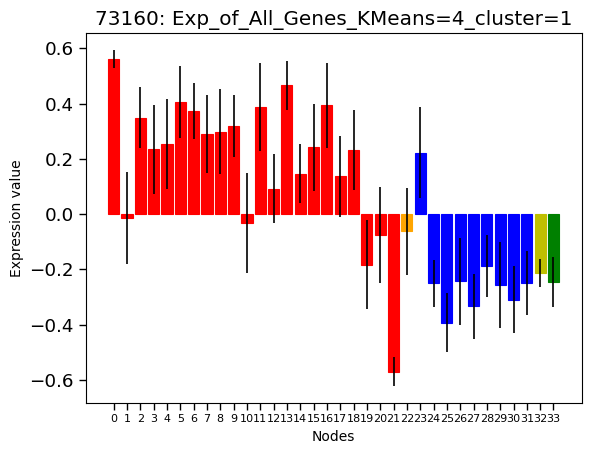 73160: Exp_of_All_Genes_KMeans=4_cluster=1
Expression value
0.6
0.4
0.2
0.0
−0.2
−0.4
−0.6
0 1 2 3 4 5 6 7 8 9 10 11 12 13 14 15 16 17 18 19 20 21 22 23 24 25 26 27 28 29 30 31 32 33
Nodes